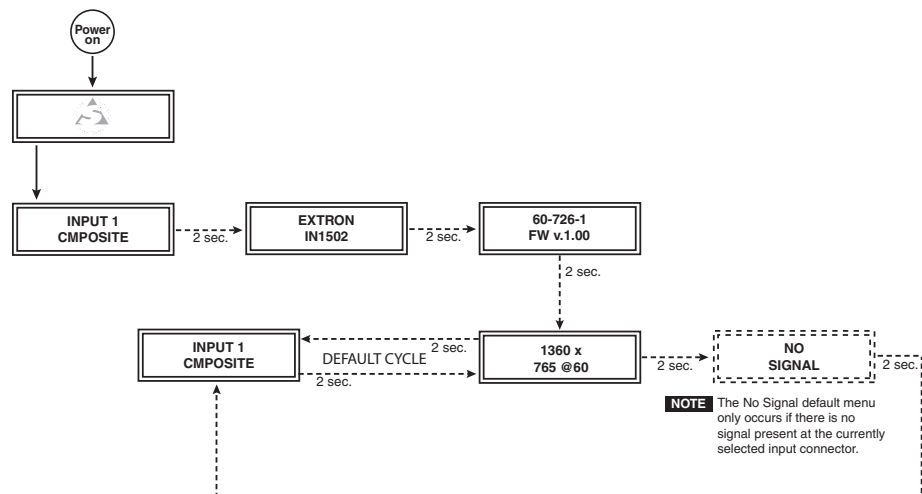 Power
on
INPUT 1
CMPOSITE
2 sec.
EXTRON
IN1502
2 sec.
60-726-1
FW v.1.00
2 sec.
INPUT 1
CMPOSITE
2 sec.
DEFAULT CYCLE
2 sec.
1360 x
765 @60
2 sec.
NO
SIGNAL
2 sec.
NOTE The No Signal default menu
only occurs if there is no
signal present at the currently
selected input connector.